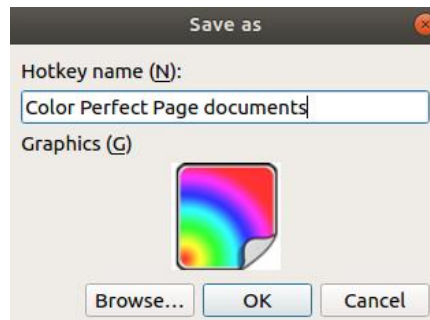 Save as
Hotkey name (N):
Color Perfect Page documents
Graphics (G)
Browse... OK Cancel